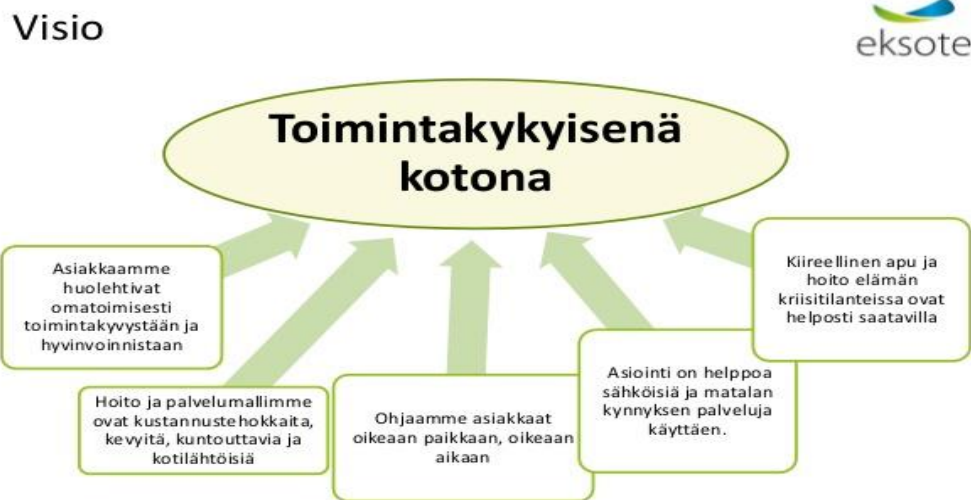 Visio
eksote
Toimintakykyisenä
kotona
Asiakkaamme
huolehtivat
omatoimisesti
toimintakyvystään ja
hyvinvoinnistaan
Hoito ja palvelumallimme
ovat kustannustehokkaita,
kevyitä, kuntouttavia ja
kotilähtöisiä
Ohjaamme asiakkaat
oikeaan paikkaan, oikeaan
aikaan
Asiointi on helppoa
sähköisiä ja matalan
kynnyksen palveluja
käyttäen.
Kiireellinen apu ja
hoito elämän
kriisitilanteissa ovat
helposti saatavilla